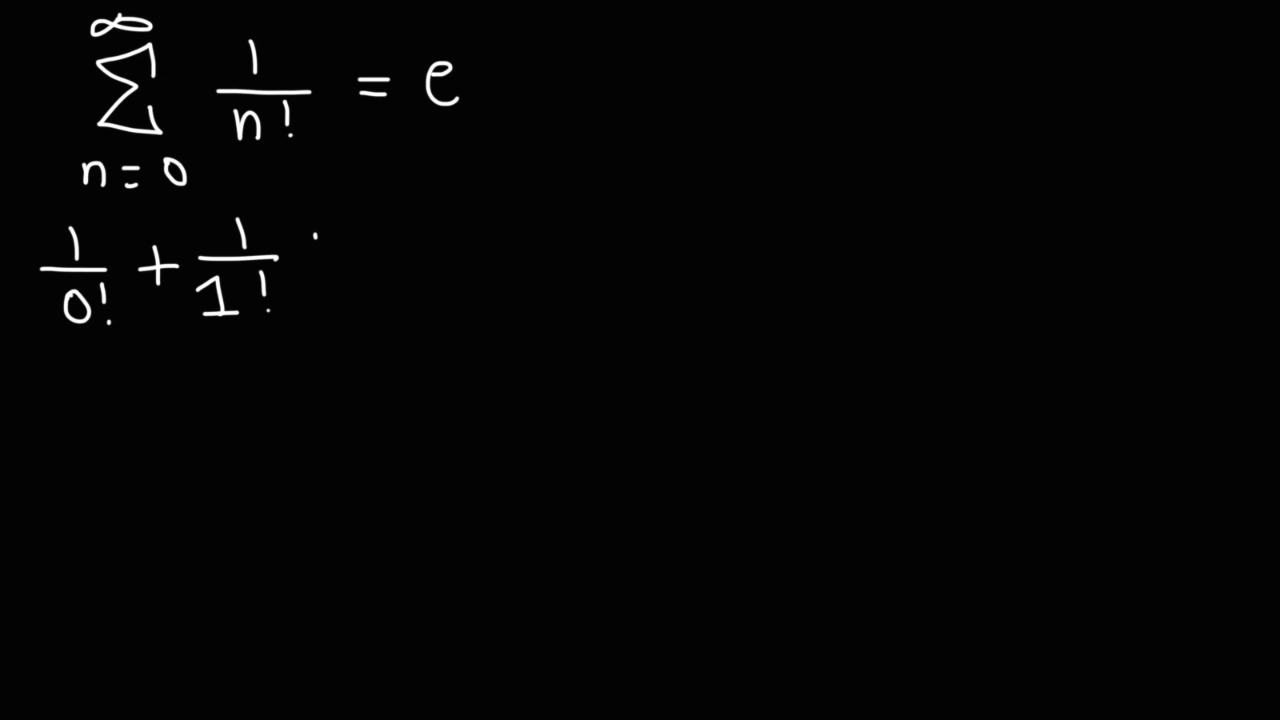 ∞
∑ 1/n! = e
n = 0
1/0! + 1/1!